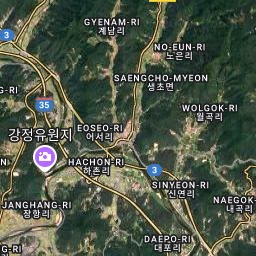 GYENAM-RI
계남리
3
NO-EUN-RI
노은리
SAENGCHO-MYEON
생초면
35
WOLGOK-RI
월곡리
강정유원지
EOSEO-RI
어서리
HACHON-RI
하촌리
3
SINYEON-RI
신연리
NAEGOK-
내곡리
JANGHANG-RI
장항리
DAEPO-RI
대포리
G-RI